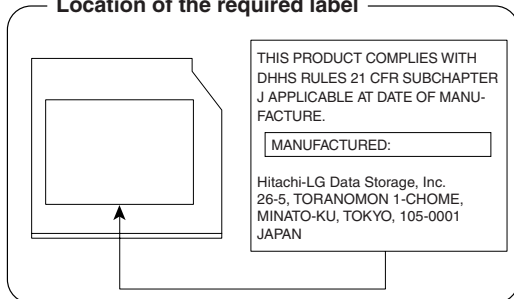 Location of the required label
THIS PRODUCT COMPLIES WITH
DHHS RULES 21 CFR SUBCHAPTER
J APPLICABLE AT DATE OF MANU-
FACTURE.
MANUFACTURED:
Hitachi-LG Data Storage, Inc.
26-5, TORANOMON 1-CHOME,
MINATO-KU, TOKYO, 105-0001
JAPAN